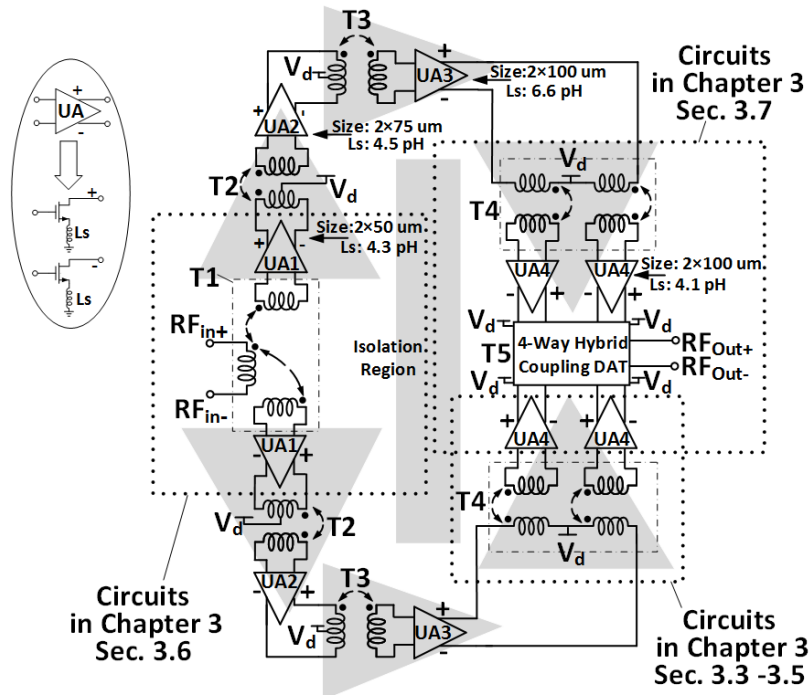 UA
+
-
+
Ls
-
Ls
T3
Vd
+
UA3
-
Size: 2×100 um
Ls: 6.6 pH
Circuits
in Chapter 3
Sec. 3.7
+
-
UA2
Size: 2×75 um
Ls: 4.5 pH
T2
Vd
Vd
T4
+
-
UA1
Size: 2×50 um
Ls: 4.3 pH
UA4
UA4
-
+
-
+
Size: 2×100 um
Ls: 4.1 pH
T1
RFin+
RFin-
Isolation
Region
Vd
Vd
T5
4-Way Hybrid
Coupling DAT
RFOut+
RFOut-
Vd
Vd
+
-
+
-
UA4
UA4
UA1
-
+
T4
Vd
T2
Vd
UA2
-
+
T3
Vd
+
UA3
-
Circuits
in Chapter 3
Sec. 3.6
Circuits
in Chapter 3
Sec. 3.3 -3.5